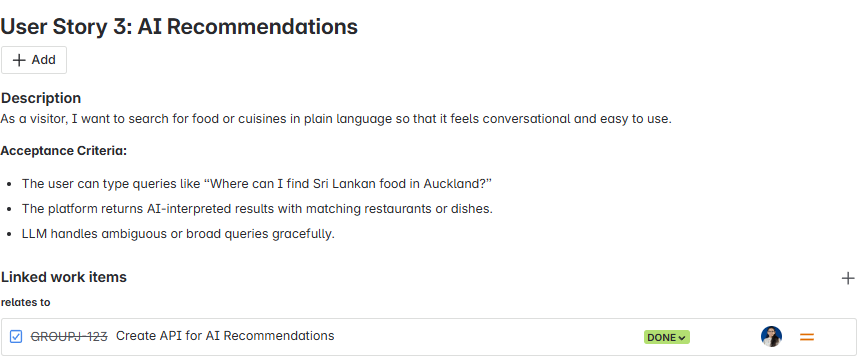 User Story 3: AI Recommendations
+ Add
Description
As a visitor, I want to search for food or cuisines in plain language so that it feels conversational and easy to use.
Acceptance Criteria:
• The user can type queries like “Where can I find Sri Lankan food in Auckland?”
• The platform returns AI-interpreted results with matching restaurants or dishes.
• LLM handles ambiguous or broad queries gracefully.
Linked work items
relates to
GROUPJ-123 Create API for AI Recommendations DONE